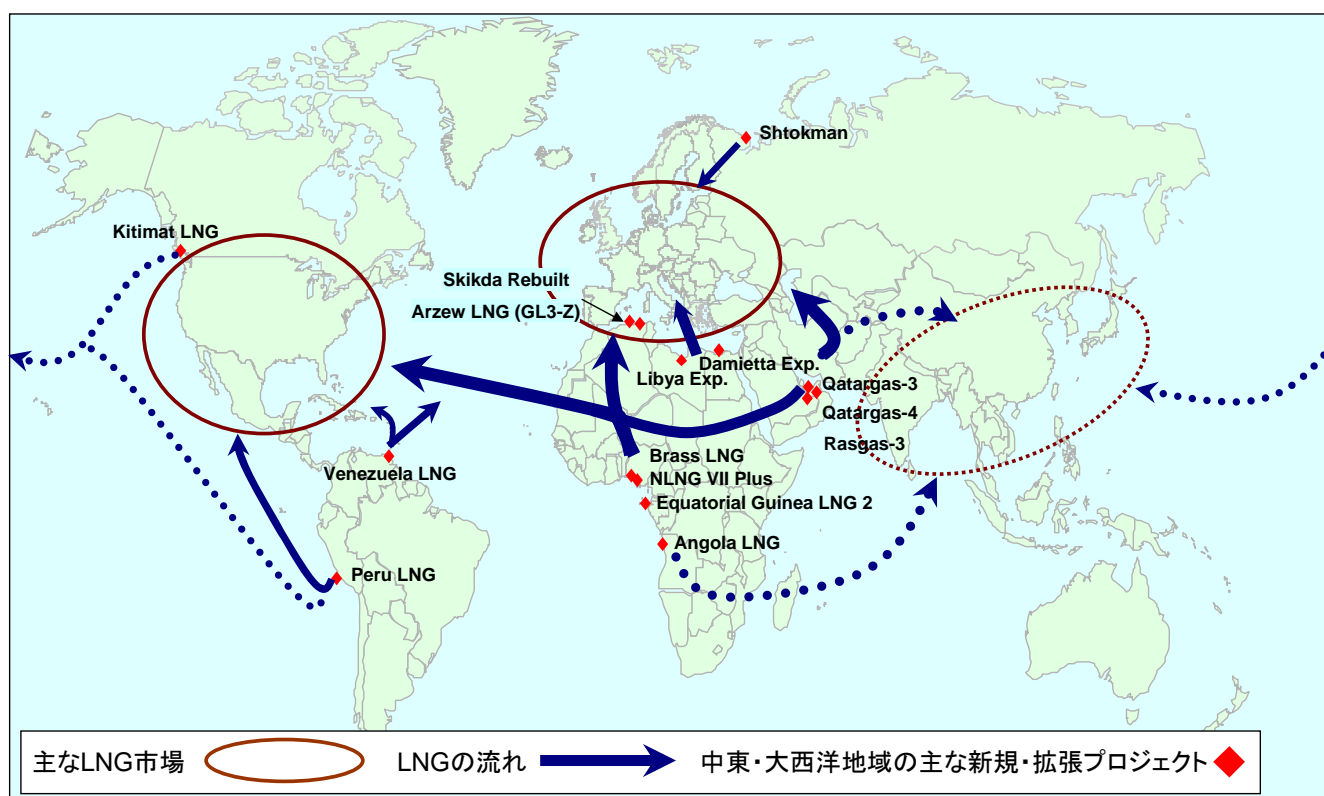 Shtokman
Kitimat LNG
Skikda Rebuilt
Arzew LNG (GL3-Z)
Damietta Exp.
Libya Exp.
Qatargas-3
Qatargas-4
Rasgas-3
Brass LNG
NLNG VII Plus
Venezuela LNG
Equatorial Guinea LNG 2
Angola LNG
Peru LNG
主なLNG市場
LNGの流れ
中東・大西洋地域の主な新規・拡張プロジェクト